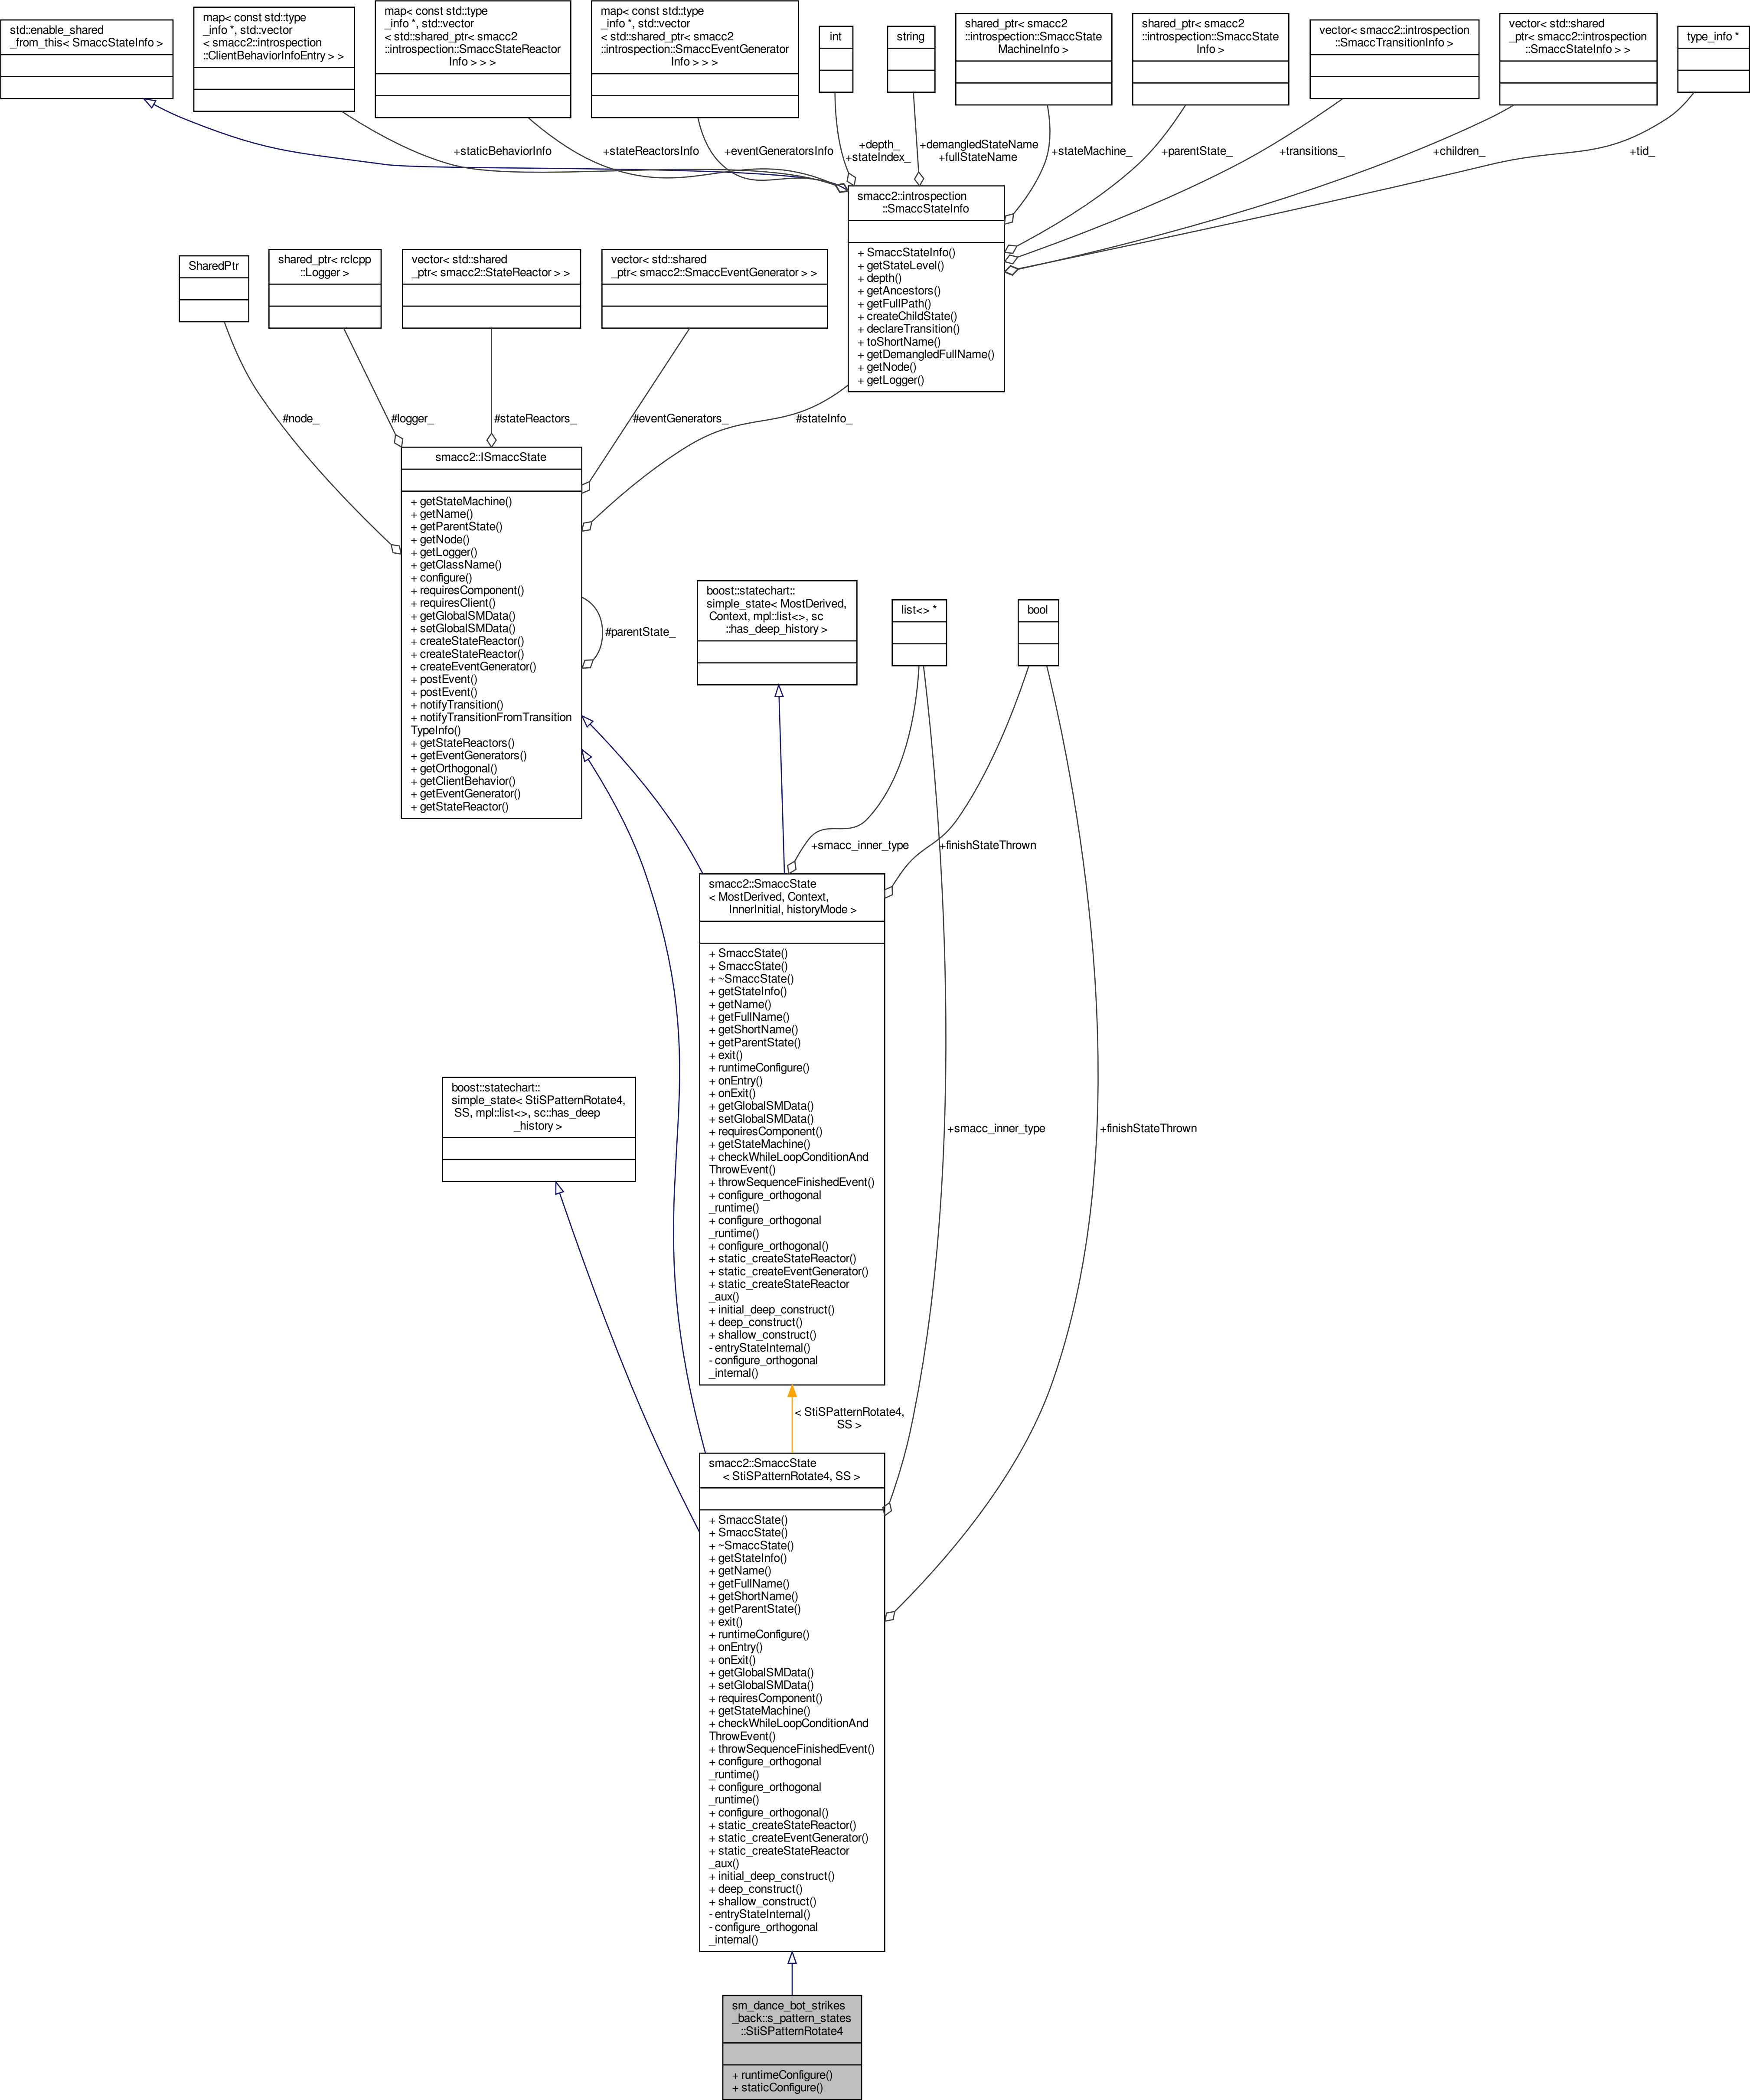 std::enable_shared
_from_this< SmaccStateInfo >
map< const std::type
_info *, std::vector
< smacc2::introspection
::ClientBehaviorInfoEntry > >
map< const std::type
_info *, std::vector
< std::shared_ptr< smacc2
::introspection::SmaccStateReactor
Info > > >
map< const std::type
_info *, std::vector
< std::shared_ptr< smacc2
::introspection::SmaccEventGenerator
Info > > >
int
string
shared_ptr< smacc2
::introspection::SmaccState
MachineInfo >
shared_ptr< smacc2
::introspection::SmaccState
Info >
vector< smacc2::introspection
::SmaccTransitionInfo >
vector< std::shared
_ptr< smacc2::introspection
::SmaccStateInfo > >
type_info *
+staticBehaviorInfo
+stateReactorsInfo
+eventGeneratorsInfo
+depth_
+stateIndex_
+demangledStateName
+fullStateName
+stateMachine_
+parentState_
+transitions_
+children_
+tid_
smacc2::introspection
::SmaccStateInfo
+ SmaccStateInfo()
+ getStateLevel()
+ depth()
+ getAncestors()
+ getFullPath()
+ createChildState()
+ declareTransition()
+ toShortName()
+ getDemangledFullName()
+ getNode()
+ getLogger()
SharedPtr
shared_ptr< rclcpp
::Logger >
vector< std::shared
_ptr< smacc2::StateReactor > >
vector< std::shared
_ptr< smacc2::SmaccEventGenerator > >
#node_
#logger_
#stateReactors_
#eventGenerators_
#stateInfo_
smacc2::ISmaccState
+ getStateMachine()
+ getName()
+ getParentState()
+ getNode()
+ getLogger()
+ getClassName()
+ configure()
+ requiresComponent()
+ requiresClient()
+ getGlobalSMData()
+ setGlobalSMData()
+ createStateReactor()
+ createStateReactor()
+ createEventGenerator()
+ postEvent()
+ postEvent()
+ notifyTransition()
+ notifyTransitionFromTransition
TypeInfo()
+ getStateReactors()
+ getEventGenerators()
+ getOrthogonal()
+ getClientBehavior()
+ getEventGenerator()
+ getStateReactor()
#parentState_
boost::statechart::
simple_state< MostDerived,
Context, mpl::list<>, sc
::has_deep_history >
list<> *
bool
+smacc_inner_type
+finishStateThrown
smacc2::SmaccState
< MostDerived, Context,
InnerInitial, historyMode >
+ SmaccState()
+ SmaccState()
+ ~SmaccState()
+ getStateInfo()
+ getName()
+ getFullName()
+ getShortName()
+ getParentState()
+ exit()
+ runtimeConfigure()
+ onEntry()
+ onExit()
+ getGlobalSMData()
+ setGlobalSMData()
+ requiresComponent()
+ getStateMachine()
+ checkWhileLoopConditionAnd
ThrowEvent()
+ throwSequenceFinishedEvent()
+ configure_orthogonal
_runtime()
+ configure_orthogonal
_runtime()
+ configure_orthogonal()
+ static_createStateReactor()
+ static_createEventGenerator()
+ static_createStateReactor
_aux()
+ initial_deep_construct()
+ deep_construct()
+ shallow_construct()
- entryStateInternal()
- configure_orthogonal
_internal()
boost::statechart::
simple_state< StiSPatternRotate4,
SS, mpl::list<>, sc::has_deep
_history >
+smacc_inner_type
+finishStateThrown
< StiSPatternRotate4,
SS >
smacc2::SmaccState
< StiSPatternRotate4, SS >
+ SmaccState()
+ SmaccState()
+ ~SmaccState()
+ getStateInfo()
+ getName()
+ getFullName()
+ getShortName()
+ getParentState()
+ exit()
+ runtimeConfigure()
+ onEntry()
+ onExit()
+ getGlobalSMData()
+ setGlobalSMData()
+ requiresComponent()
+ getStateMachine()
+ checkWhileLoopConditionAnd
ThrowEvent()
+ throwSequenceFinishedEvent()
+ configure_orthogonal
_runtime()
+ configure_orthogonal
_runtime()
+ configure_orthogonal()
+ static_createStateReactor()
+ static_createEventGenerator()
+ static_createStateReactor
_aux()
+ initial_deep_construct()
+ deep_construct()
+ shallow_construct()
- entryStateInternal()
- configure_orthogonal
_internal()
sm_dance_bot_strikes
_back::s_pattern_states
::StiSPatternRotate4
+ runtimeConfigure()
+ staticConfigure()